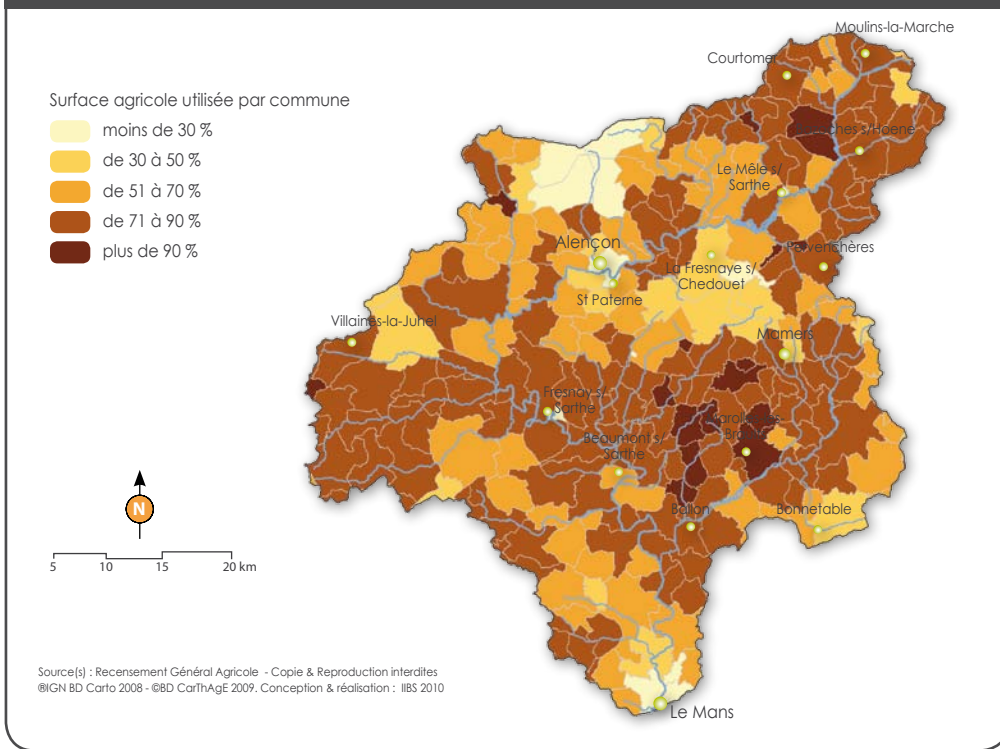 Moulins-la-Marche
Courtomer
Surface agricole utilisée par commune
moins de 30 %
de 30 à 50 %
de 51 à 70 %
de 71 à 90 %
plus de 90 %
s/Hoëne
Le Mêle s/
Sarthe
Alençon
La Fresnaye s/
Chedouet
St Paterne
Villaines-la-Juhel
Mamers
Fresnay s/
Sarthe
Beaumont s/
Sarthe
Ballon
Bonnetable
N
5 10 15 20 km
Source(s) : Recensement Général Agricole - Copie & Reproduction interdites
®IGN BD Carto 2008 - ©BD CarThAgE 2009. Conception & réalisation : IIBS 2010
Le Mans